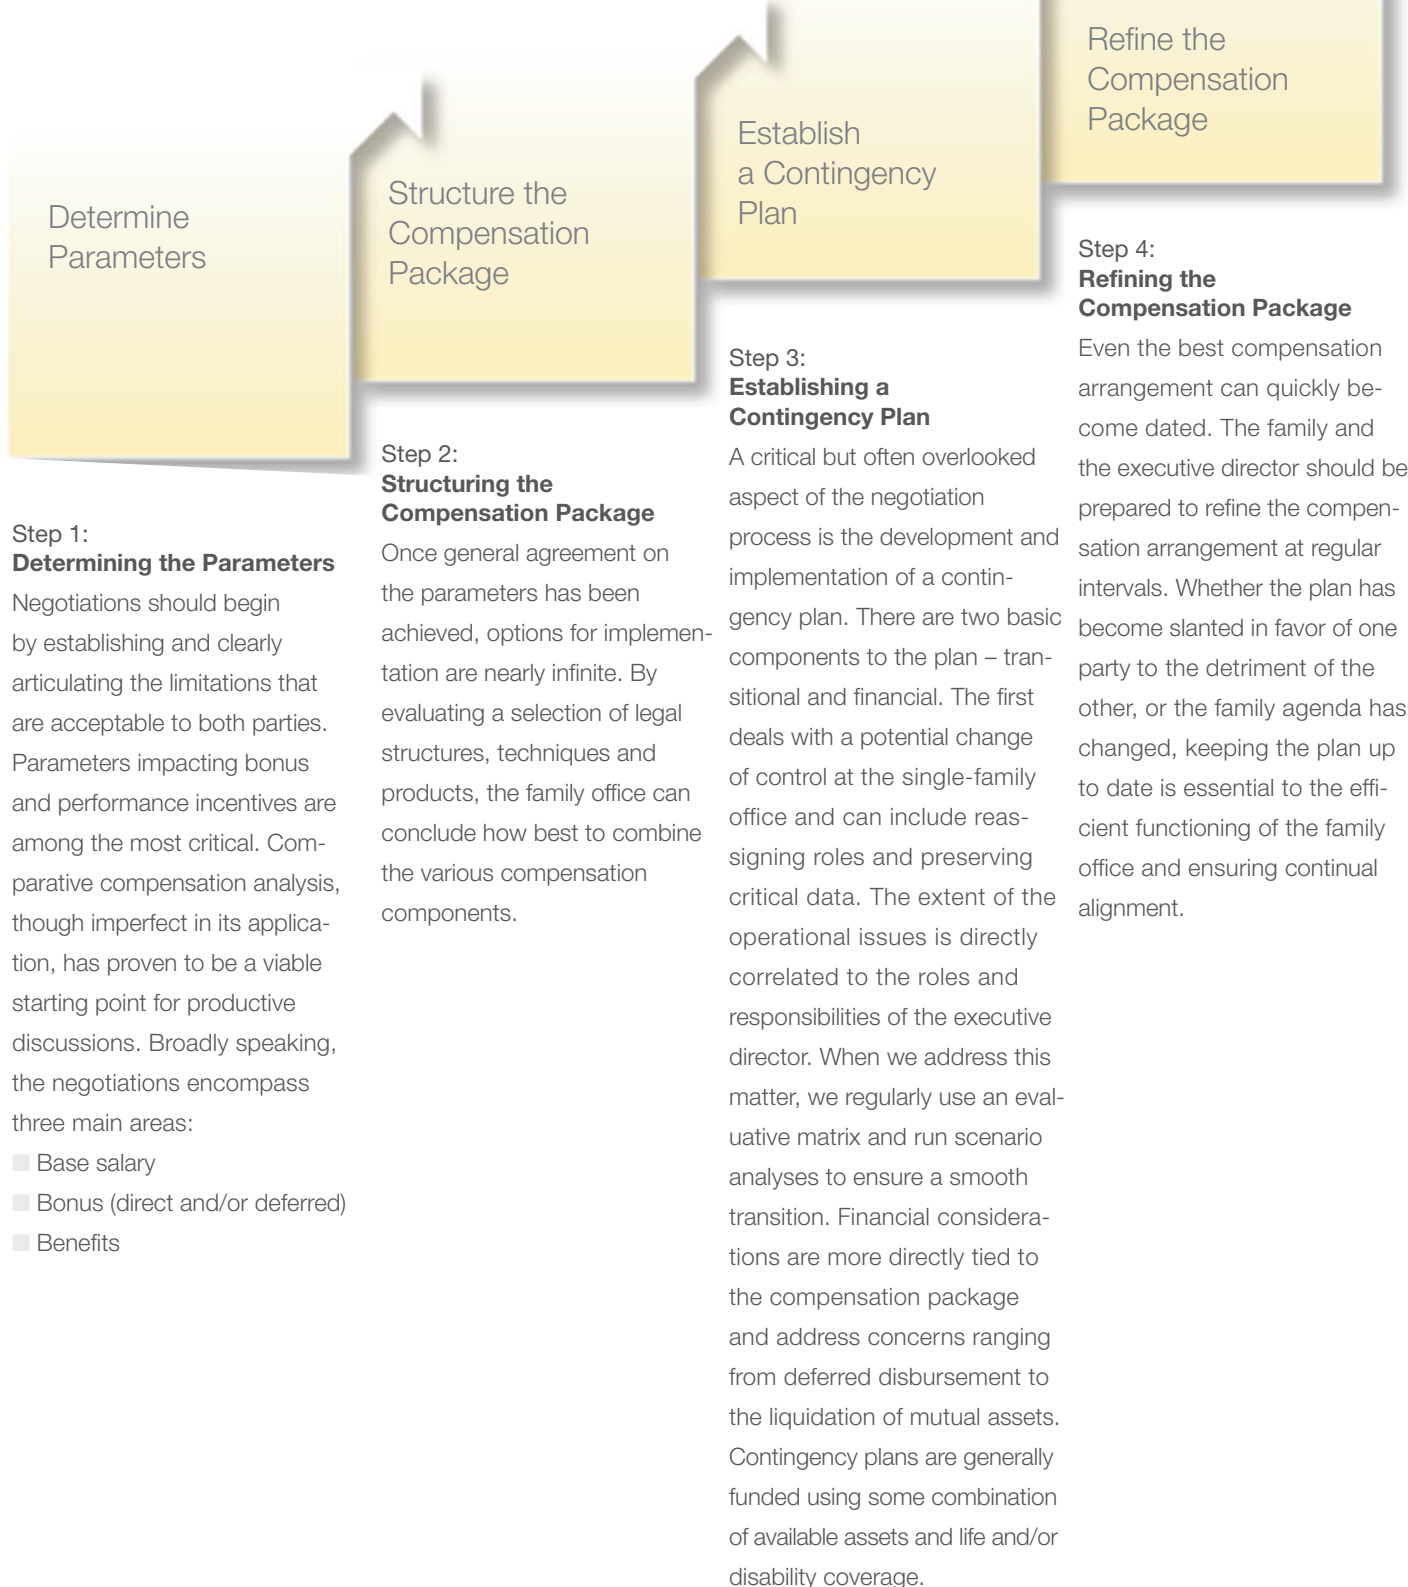 Determine
Parameters
Structure the
Compensation
Package
Establish
a Contingency
Plan
Refine the
Compensation
Package
Step 1:
Determining the Parameters
Negotiations should begin
by establishing and clearly
articulating the limitations that
are acceptable to both parties.
Parameters impacting bonus
and performance incentives are
among the most critical. Com-
parative compensation analysis,
though imperfect in its applica-
tion, has proven to be a viable
starting point for productive
discussions. Broadly speaking,
the negotiations encompass
three main areas:
Base salary
Bonus (direct and/or deferred)
Benefits
Step 2:
Structuring the
Compensation Package
Once general agreement on
the parameters has been
achieved, options for implemen-
tation are nearly infinite. By
evaluating a selection of legal
structures, techniques and
products, the family office can
conclude how best to combine
the various compensation
components.
Step 3:
Establishing a
Contingency Plan
A critical but often overlooked
aspect of the negotiation
process is the development and
implementation of a contin-
gency plan. There are two basic
components to the plan – tran-
sitional and financial. The first
deals with a potential change
of control at the single-family
office and can include reas-
signing roles and preserving
critical data. The extent of the
operational issues is directly
correlated to the roles and
responsibilities of the executive
director. When we address this
matter, we regularly use an eval-
uative matrix and run scenario
analyses to ensure a smooth
transition. Financial considera-
tions are more directly tied to
the compensation package
and address concerns ranging
from deferred disbursement to
the liquidation of mutual assets.
Contingency plans are generally
funded using some combination
of available assets and life and/or
disability coverage.
Step 4:
Refining the
Compensation Package
Even the best compensation
arrangement can quickly be-
come dated. The family and
the executive director should be
prepared to refine the compen-
sation arrangement at regular
intervals. Whether the plan has
become slanted in favor of one
party to the detriment of the
other, or the family agenda has
changed, keeping the plan up
to date is essential to the effi-
cient functioning of the family
office and ensuring continual
alignment.